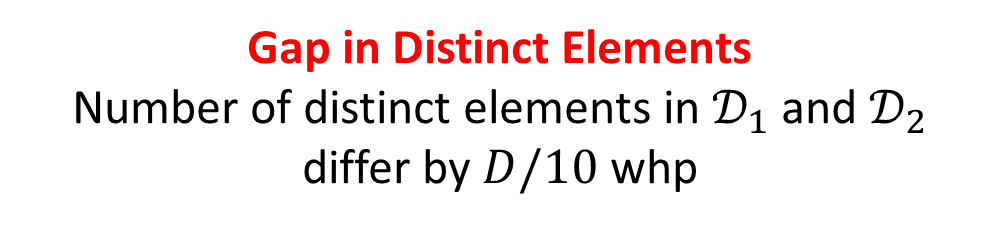 Gap in Distinct Elements
Number of distinct elements in 𝒟₁ and 𝒟₂
differ by 𝐷/10 whp